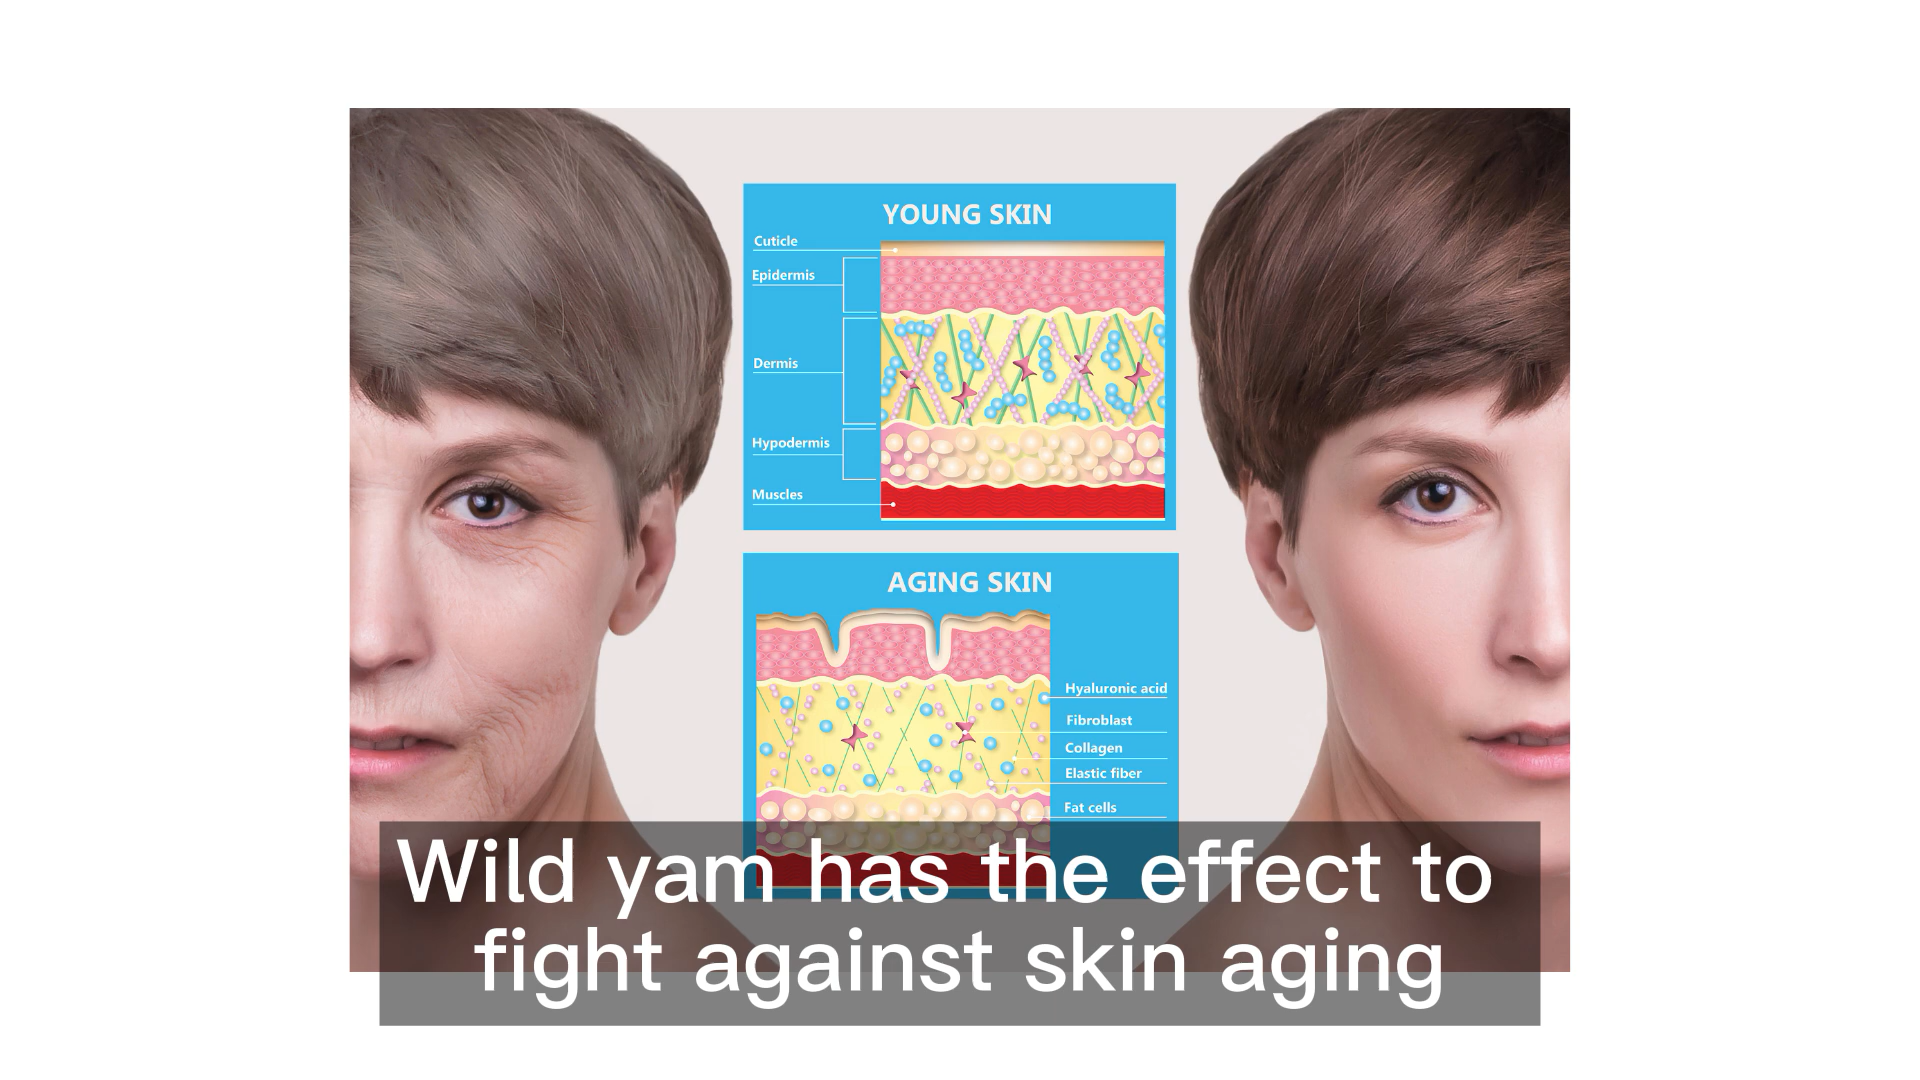 YOUNG SKIN
Cuticle
Epidermis
Dermis
Hypodermis
Muscles
AGING SKIN
Hyaluronic acid
Fibroblast
Collagen
Elastic fiber
Fat cells
Wild yam has the effect to
fight against skin aging